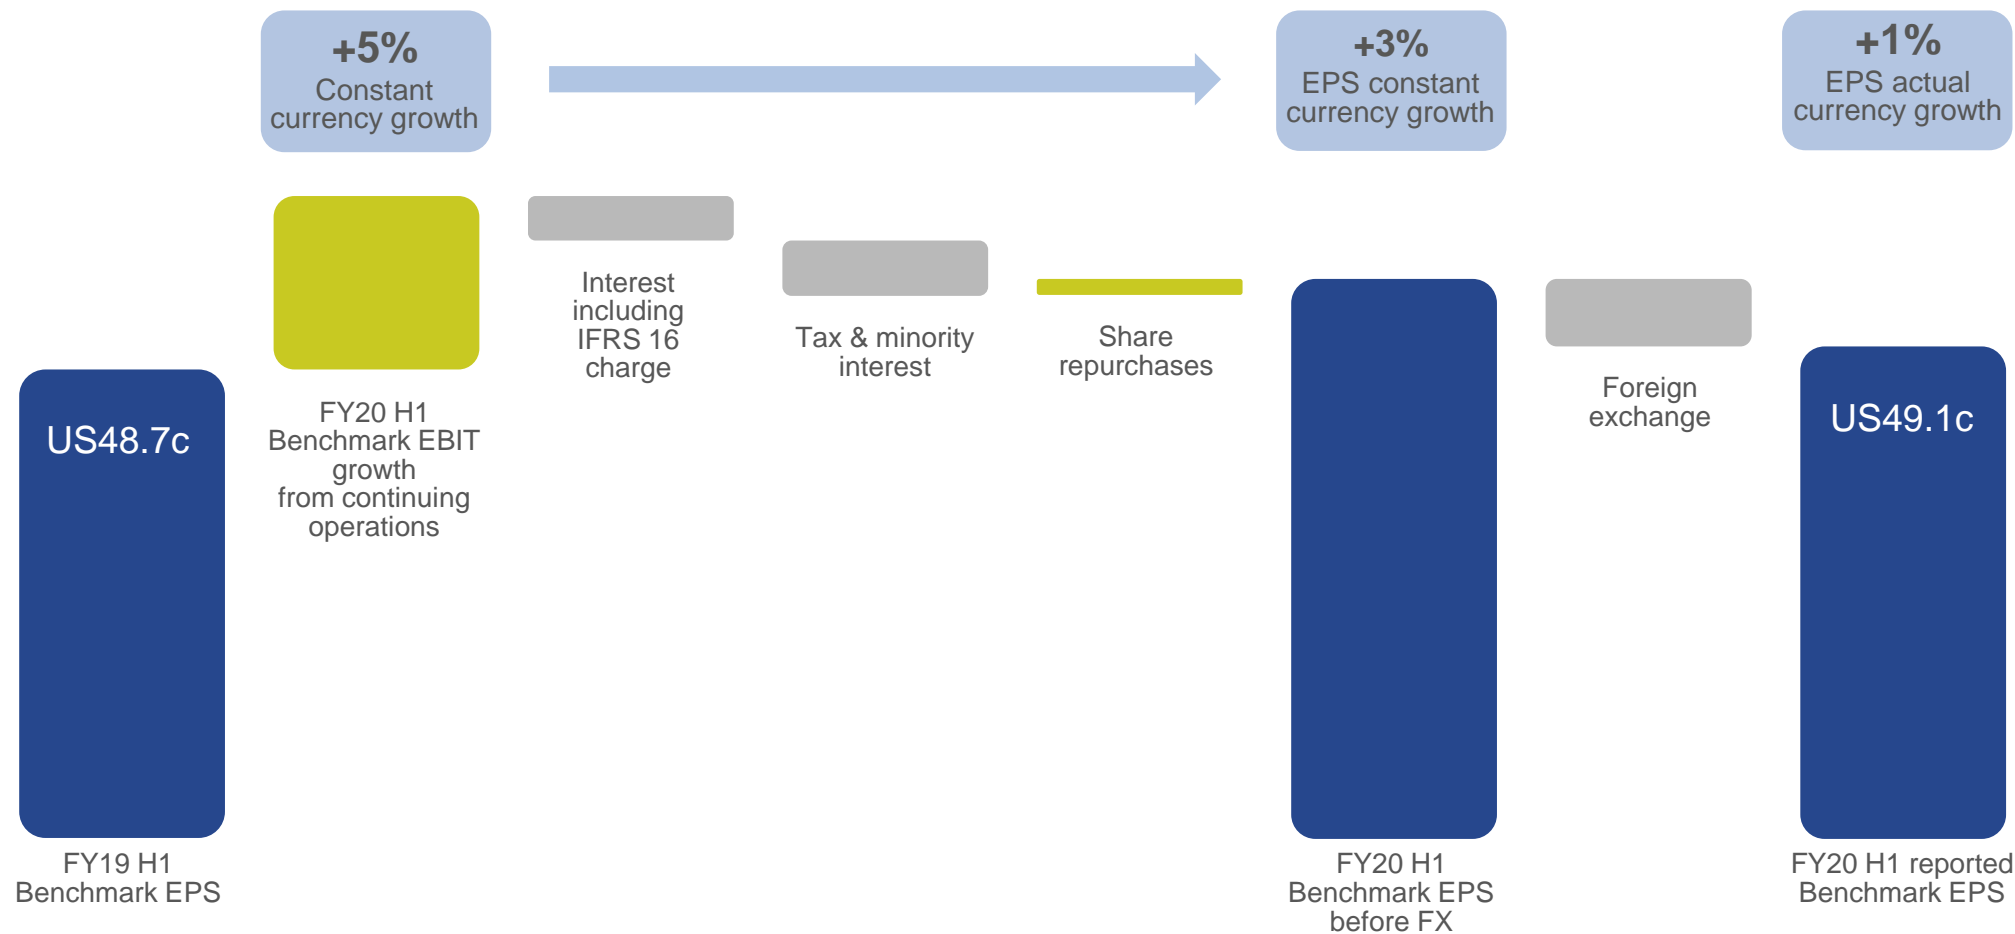 +5%
Constant
currency growth
+3%
EPS constant
currency growth
+1%
EPS actual
currency growth
US48.7c
FY19 H1
Benchmark EPS
FY20 H1
Benchmark EBIT
growth
from continuing
operations
Interest
including
IFRS 16
charge
Tax & minority
interest
Share
repurchases
FY20 H1
Benchmark EPS
before FX
Foreign
exchange
US49.1c
FY20 H1 reported
Benchmark EPS